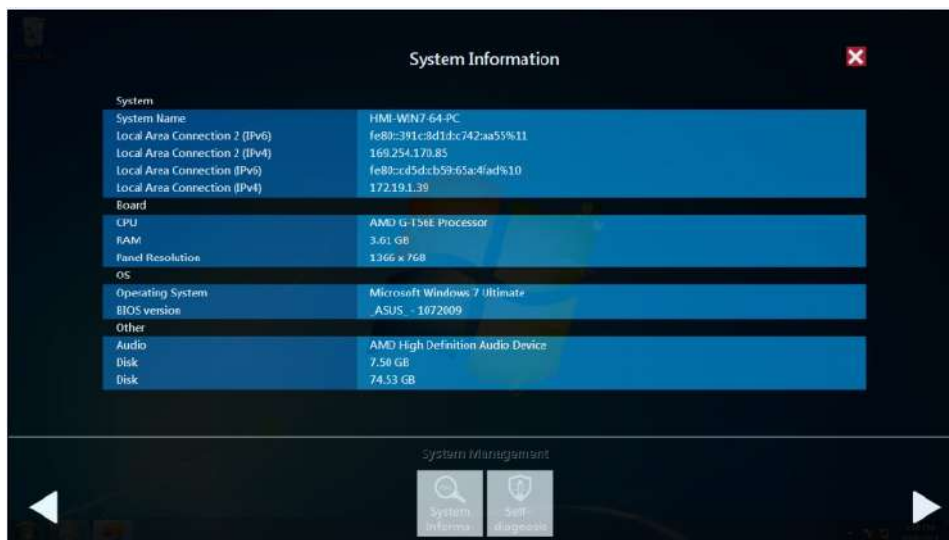 System Information
System
System Name HMI-WIN7-64-PC
Local Area Connection 2 (IPv6) fe80::391c:8d1d:c742:aa55%11
Local Area Connection 2 (IPv4) 169.254.170.85
Local Area Connection (IPv6) fe80::cd5d:cb59:65a:4fad%10
Local Area Connection (IPv4) 172.19.1.39
Board
CPU AMD G-T56E Processor
RAM 3.61 GB
Panel Resolution 1366 x 768
OS
Operating System Microsoft Windows 7 Ultimate
BIOS version _ASUS_ - 1072009
Other
Audio AMD High Definition Audio Device
Disk 7.50 GB
Disk 74.53 GB
System Management
System Self-
Informa diagnosis